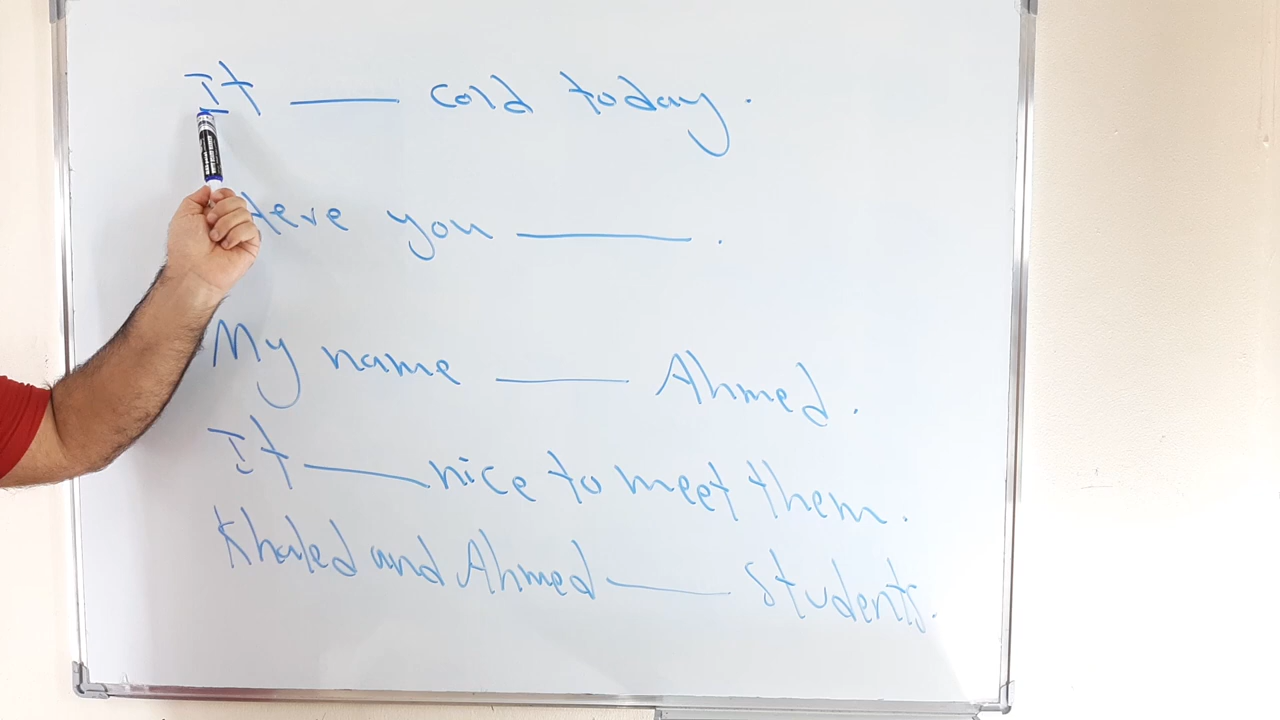 It ___ cold today.
Here you ___.
My name ___ Ahmed.
It ___ nice to meet them.
Khaled and Ahmed ___ students.